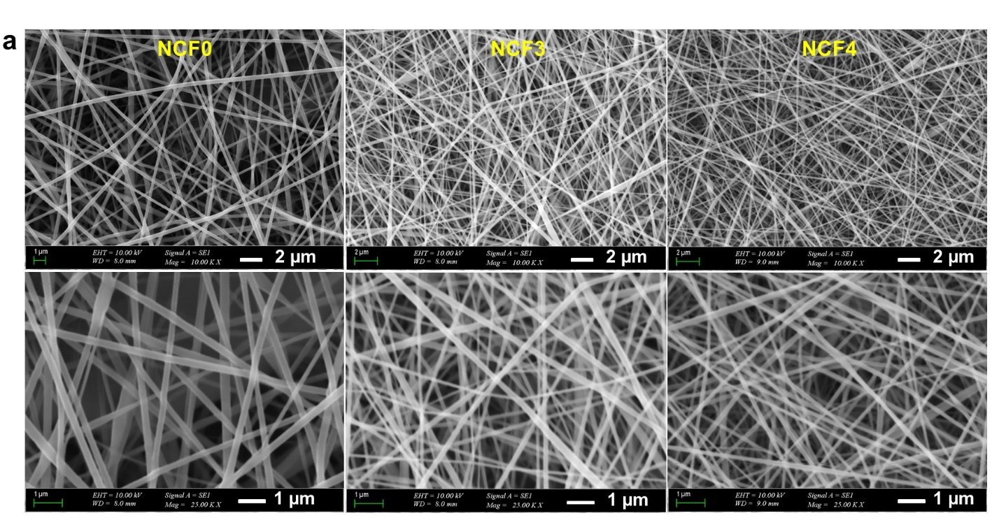 a
NCF0
NCF3
NCF4
1 µm
EHT = 10.00 kV
Signal A = SE1
WD = 8.0 mm
Mag = 10.00 K X
2 µm
2 µm
EHT = 10.00 kV
Signal A = SE1
WD = 8.0 mm
Mag = 10.00 K X
2 µm
2 µm
EHT = 10.00 kV
Signal A = SE1
WD = 9.0 mm
Mag = 10.00 K X
2 µm
1 µm
EHT = 10.00 kV
Signal A = SE1
WD = 8.0 mm
Mag = 25.00 K X
1 µm
1 µm
EHT = 10.00 kV
Signal A = SE1
WD = 8.0 mm
Mag = 25.00 K X
1 µm
1 µm
EHT = 10.00 kV
Signal A = SE1
WD = 9.0 mm
Mag = 25.00 K X
1 µm